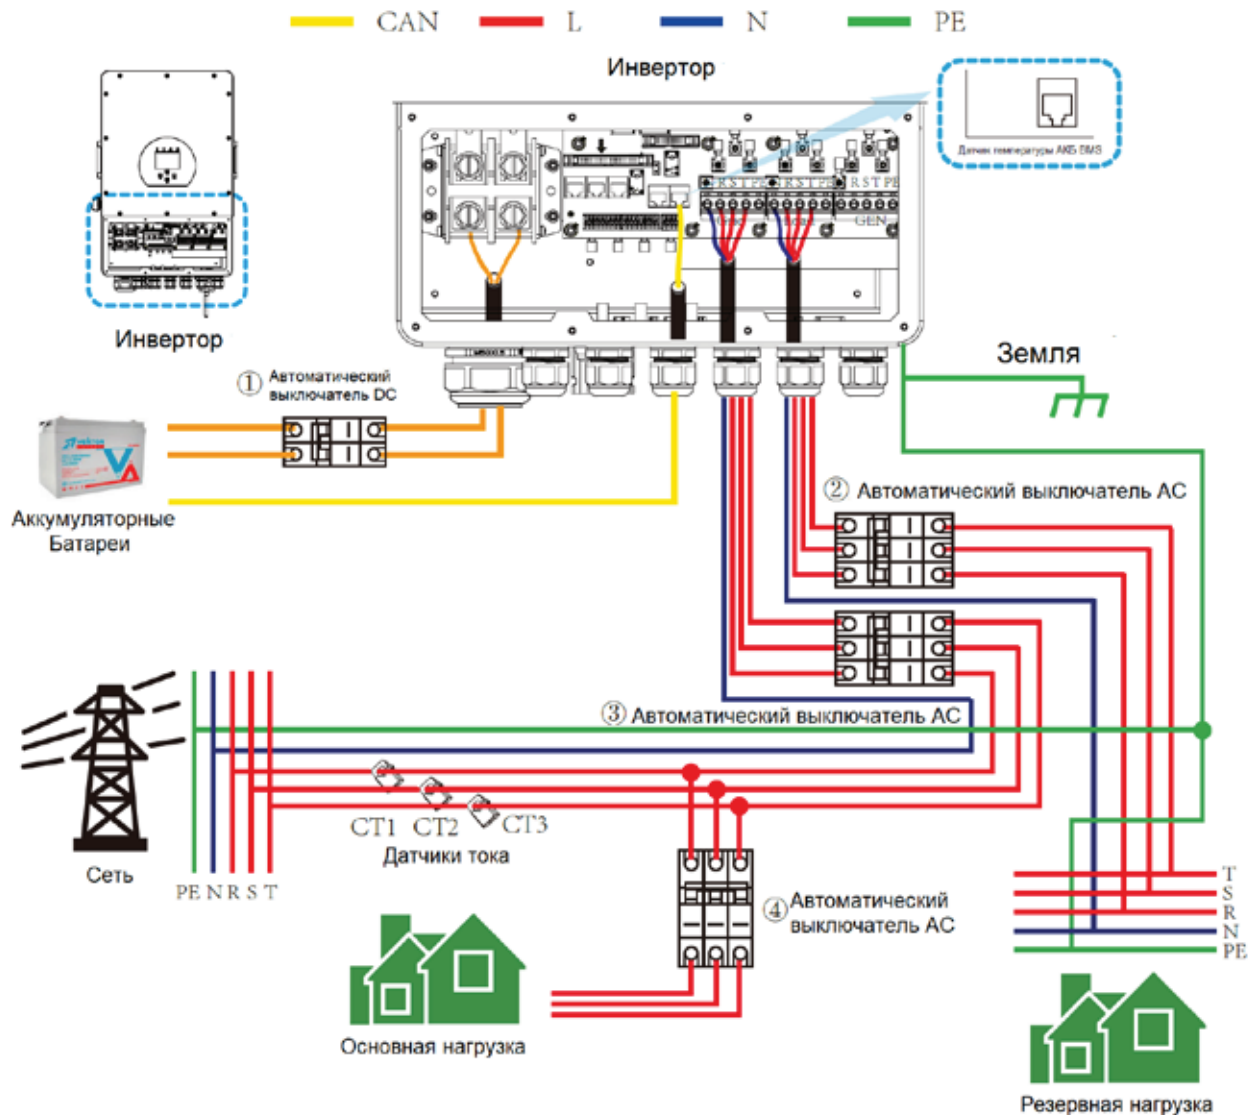 CAN L N PE
Инвертор
Датчик температуры АКБ BMS
R S T PE R S T PE R S T PE
GEN
Инвертор
Земля
① Автоматический
выключатель DC
② Автоматический выключатель AC
Аккумуляторные
Батареи
③ Автоматический выключатель AC
CT1 CT2 CT3
Датчики тока
Сеть
PE N R S T
④ Автоматический
выключатель AC
T
S
R
N
PE
Основная нагрузка
Резервная нагрузка